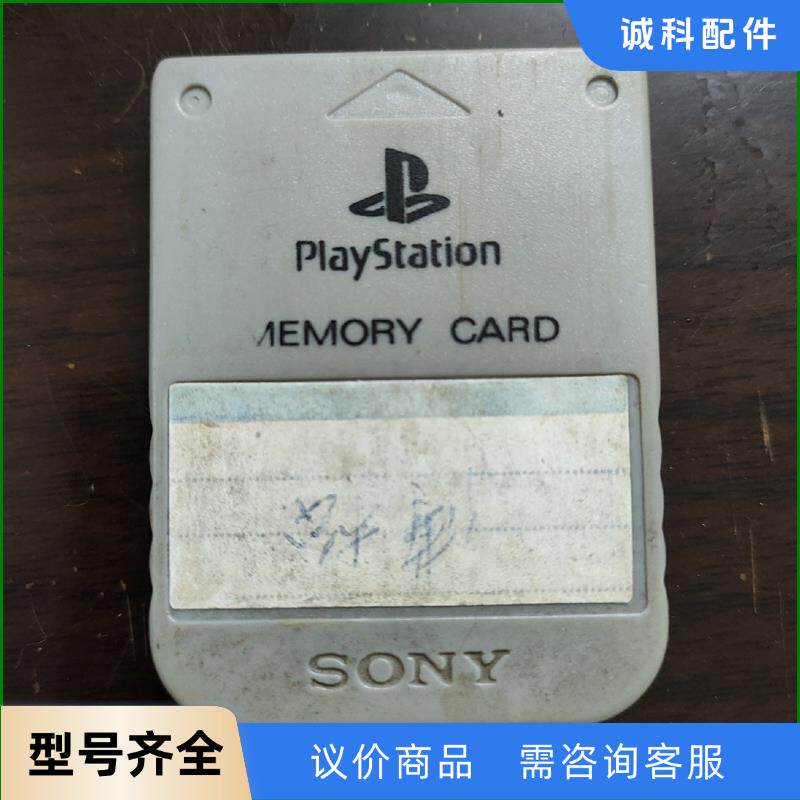 诚科配件
PlayStation
MEMORY CARD
SONY
型号齐全
议价商品 需咨询客服